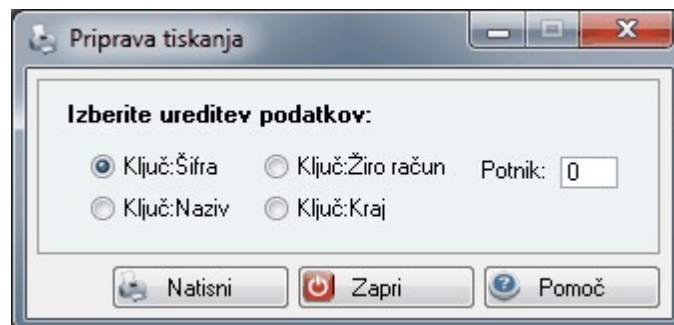 Priprava tiskanja
Izberite ureditev podatkov:
Ključ:Šifra Ključ:Žiro račun Potnik: 0
Ključ:Naziv Ključ:Kraj
Natisni Zapri Pomoč